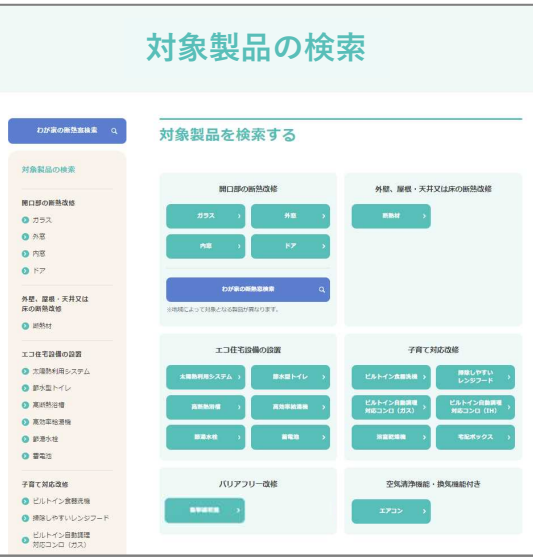 対象製品の検索
わが家の断熱窓検索
対象製品の検索
開口部の断熱改修
ガラス
外窓
内窓
ドア
外壁、屋根・天井又は
床の断熱改修
断熱材
エコ住宅設備の設置
太陽熱利用システム
節水型トイレ
高断熱浴槽
高効率給湯機
節湯水栓
蓄電池
子育て対応改修
ビルトイン食器洗機
掃除しやすいレンジフード
ビルトイン自動調理
対応コンロ（ガス）
対象製品を検索する
開口部の断熱改修
ガラス
外窓
内窓
ドア
わが家の断熱窓検索
※地域によって対象となる製品が異なります。
外壁、屋根・天井又は床の断熱改修
断熱材
エコ住宅設備の設置
太陽熱利用システム
節水型トイレ
高断熱浴槽
高効率給湯機
節湯水栓
蓄電池
子育て対応改修
ビルトイン食器洗機
掃除しやすい
レンジフード
ビルトイン自動調理
対応コンロ（ガス）
ビルトイン自動調理
対応コンロ（IH）
浴室乾燥機
宅配ボックス
バリアフリー改修
空気清浄機能・換気機能付き
エアコン